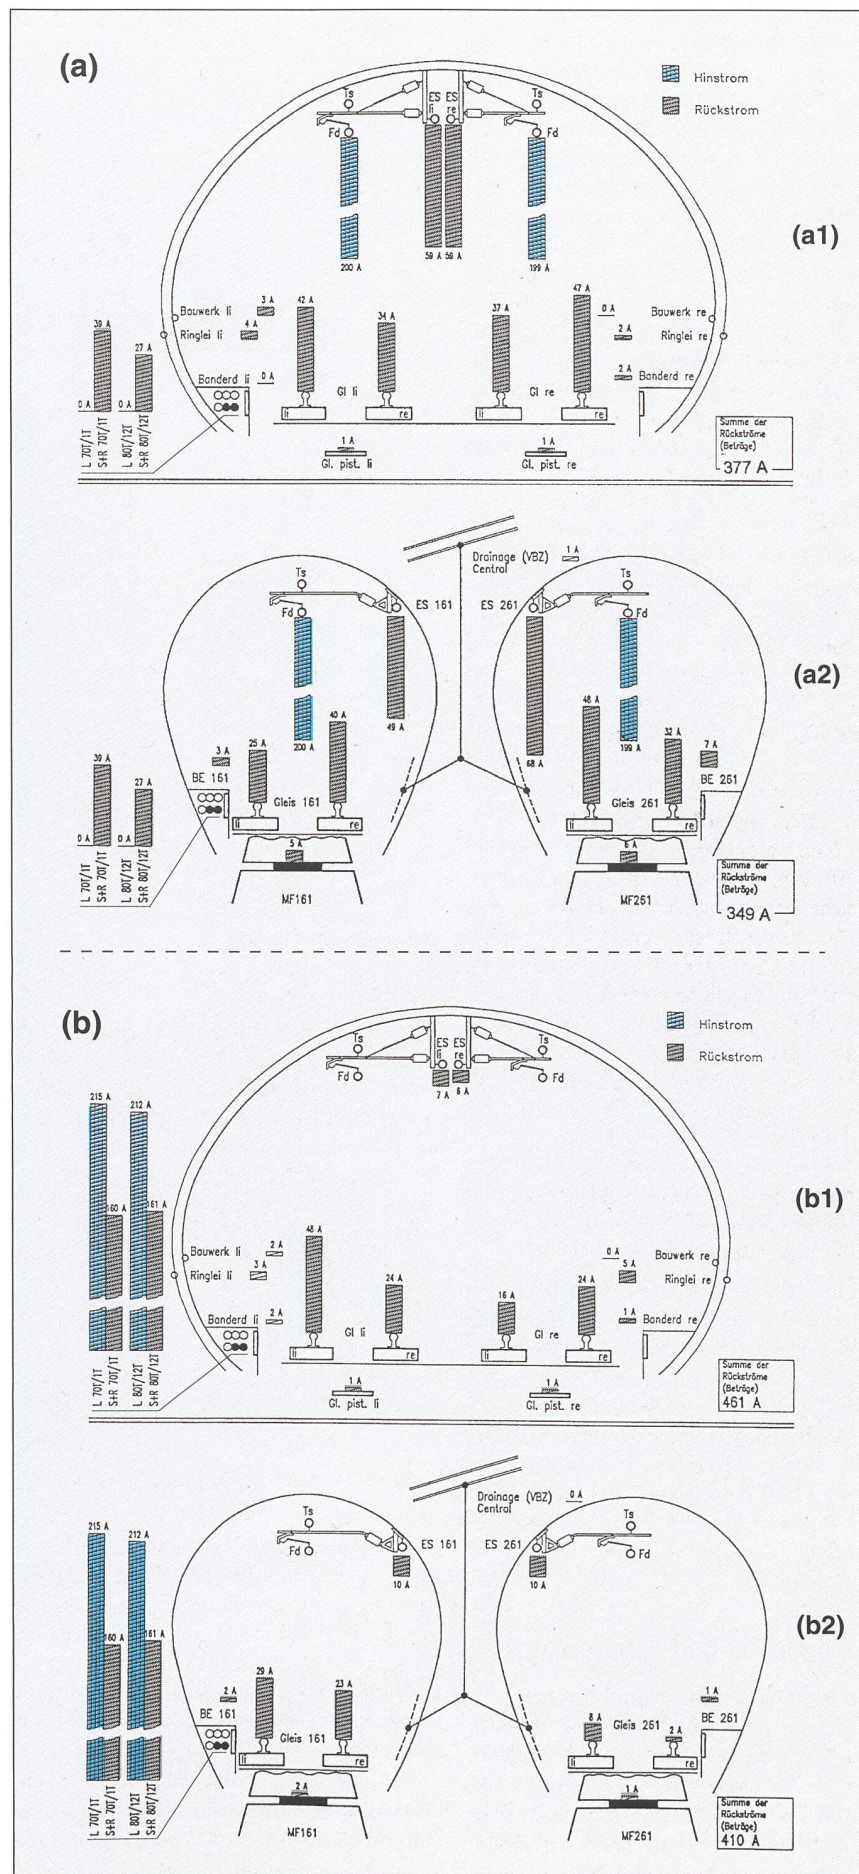 (a)
Hinstrom
Rückstrom
Ts
ES
li
ES
re
Ts
Fd
Fd
(a1)
200 A
59 A
59 A
199 A
3 A
42 A
34 A
37 A
47 A
0 A
Bauwerk li
Bauwerk re
39 A
4 A
2 A
Ringlei li
Ringlei re
27 A
0 A
2 A
Banderd li
Banderd re
Gl li
Gl re
0 A
0 A
li
re
li
re
L 70T/1T
S+R 70T/1T
L 80T/12T
S+R 80T/12T
1 A
Gl. pist. li
1 A
Gl. pist. re
Summe der
Rückströme
(Beträge)
377 A
Drainage (VBZ)
Central
1 A
Ts
Ts
Fd
ES 161
ES 261
Fd
(a2)
200 A
49 A
68 A
199 A
3 A
25 A
40 A
48 A
32 A
7 A
BE 161
BE 261
39 A
27 A
Gleis 161
Gleis 261
0 A
0 A
li
re
li
re
L 70T/1T
S+R 70T/1T
L 80T/12T
S+R 80T/12T
5 A
6 A
MF161
MF261
Summe der
Rückströme
(Beträge)
349 A
(b)
Hinstrom
Rückstrom
Ts
ES
li
ES
re
Ts
Fd
Fd
7 A
6 A
215 A
212 A
(b1)
160 A
161 A
48 A
24 A
16 A
24 A
2 A
0 A
Bauwerk li
Bauwerk re
3 A
5 A
Ringlei li
Ringlei re
2 A
1 A
Banderd li
Banderd re
Gl li
Gl re
li
re
li
re
L 70T/1T
S+R 70T/1T
L 80T/12T
S+R 80T/12T
1 A
Gl. pist. li
1 A
Gl. pist. re
Summe der
Rückströme
(Beträge)
461 A
Drainage (VBZ)
Central
0 A
Ts
Ts
Fd
ES 161
ES 261
Fd
10 A
10 A
215 A
212 A
(b2)
160 A
161 A
2 A
29 A
23 A
8 A
2 A
1 A
BE 161
BE 261
Gleis 161
Gleis 261
li
re
li
re
L 70T/1T
S+R 70T/1T
L 80T/12T
S+R 80T/12T
2 A
1 A
MF161
MF261
Summe der
Rückströme
(Beträge)
410 A